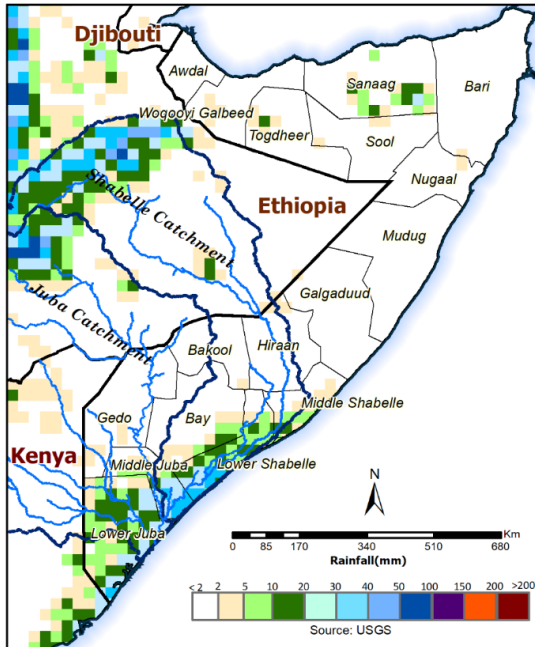 Djibouti
Awdal
Sanaag
Bari
Woqooyi Galbeed
Togdheer
Sool
Nugaal
Shabelle Catchment
Ethiopia
Mudug
Juba Catchment
Galgaduud
Bakool
Hiraan
Gedo
Bay
Middle Shabelle
Kenya
Middle Juba
Lower Shabelle
N
Lower Juba
Km
0 85 170 340 510 680
Rainfall(mm)
<2 2 5 10 20 30 40 50 100 150 200 >200
Source: USGS